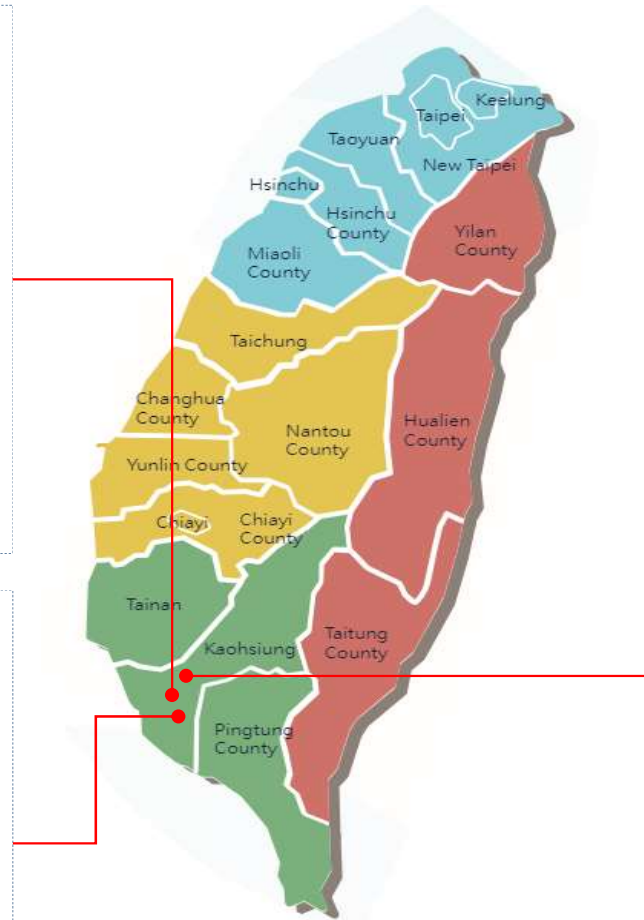 Keelung
Taipei
Taoyuan
New Taipei
Hsinchu
Hsinchu
County
Yilan
County
Miaoli
County
Taichung
Changhua
County
Nantou
County
Hualien
County
Yunlin County
Chiayi
Chiayi
County
Tainan
Kaohsiung
Taitung
County
Pingtung
County